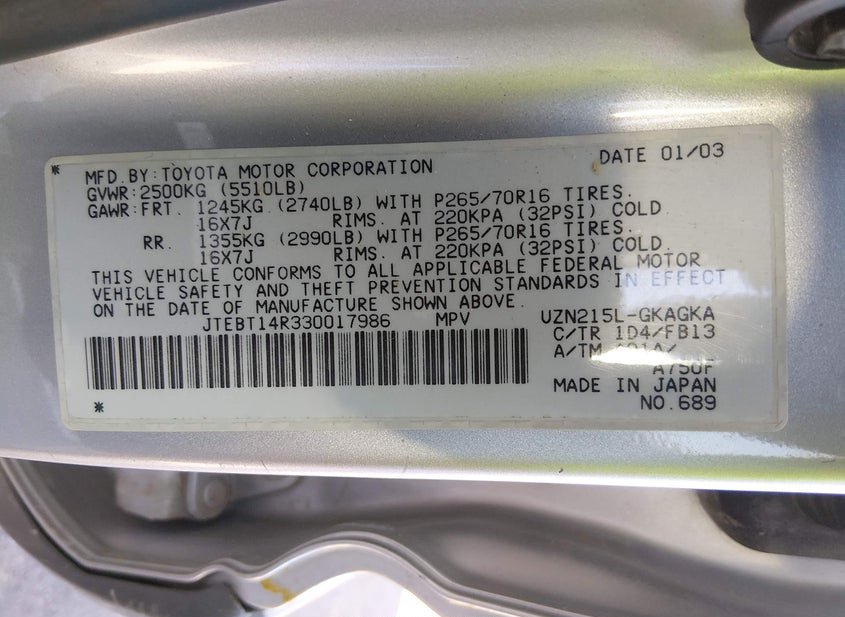 * MFD.BY:TOYOTA MOTOR CORPORATION DATE 01/03
GVWR:2500KG (5510LB)
GAWR:FRT. 1245KG (2740LB) WITH P265/70R16 TIRES.
16X7J RIMS. AT 220KPA (32PSI) COLD
RR. 1355KG (2990LB) WITH P265/70R16 TIRES.
16X7J RIMS. AT 220KPA (32PSI) COLD.
THIS VEHICLE CONFORMS TO ALL APPLICABLE FEDERAL MOTOR
VEHICLE SAFETY AND THEFT PREVENTION STANDARDS IN EFFECT
ON THE DATE OF MANUFACTURE SHOWN ABOVE.
JTEBT14R330017986 MPV UZN215L-GKAGKA
C/TR 1D4/FB13
A/TM
A750F
MADE IN JAPAN
* NO.689